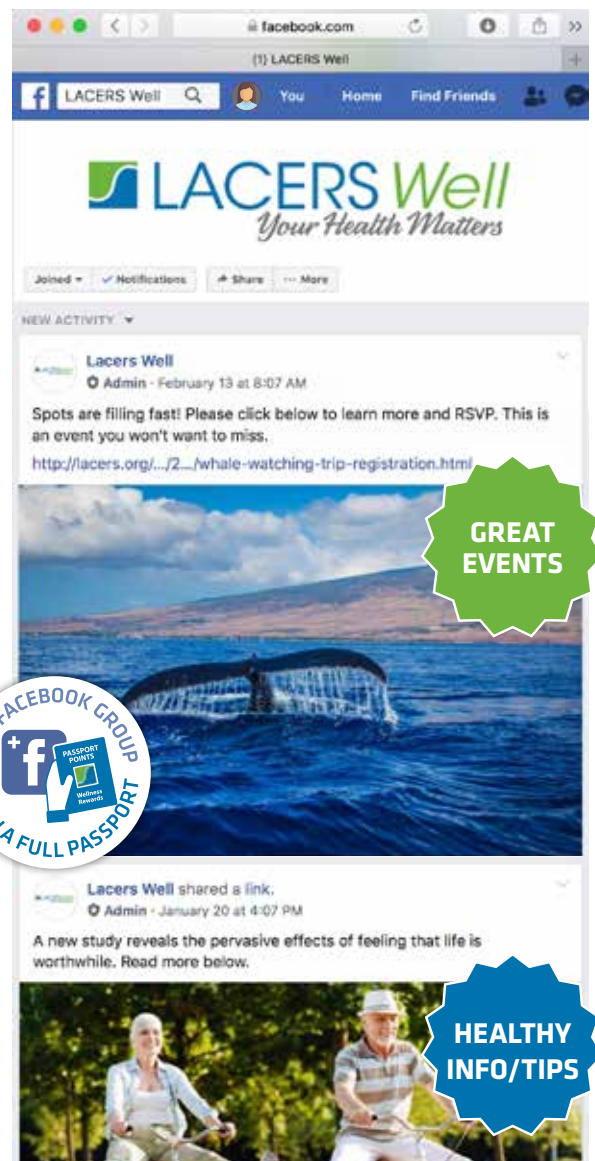 facebook.com
(1) LACERS Well
LACERS Well
You Home Find Friends
LACERS Well
Your Health Matters
Joined Notifications Share More
NEW ACTIVITY
Lacers Well
Admin · February 13 at 8:07 AM
Spots are filling fast! Please click below to learn more and RSVP. This is
an event you won't want to miss.
http://lacers.org/.../2.../whale-watching-trip-registration.html
GREAT
EVENTS
FACEBOOK GROUP
PASSPORT
POINTS
Wellness
Rewards
A FULL PASSPORT
Lacers Well shared a link.
Admin · January 20 at 4:07 PM
A new study reveals the pervasive effects of feeling that life is
worthwhile. Read more below.
HEALTHY
INFO/TIPS